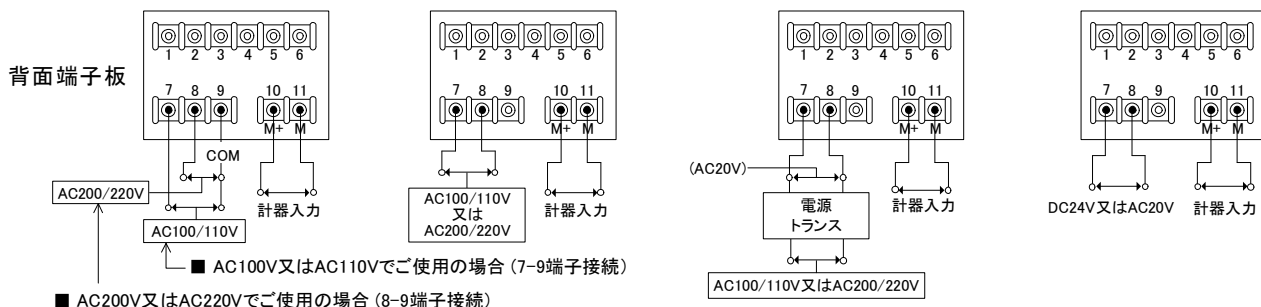 1 2 3 4 5 6
1 2 3 4 5 6
1 2 3 4 5 6
1 2 3 4 5 6
背面端子板
7 8 9 10 11
7 8 9 10 11
7 8 9 10 11
7 8 9 10 11
M+ M
M+ M
M+ M
M+ M
COM
AC200/220V
AC100/110V
計器入力
AC100/110V
又は
AC200/220V
計器入力
(AC20V)
電源
トランス
計器入力
AC100/110V又はAC200/220V
DC24V又はAC20V
計器入力
■ AC100V又はAC110Vでご使用の場合 (7-9端子接続)
■ AC200V又はAC220Vでご使用の場合 (8-9端子接続)